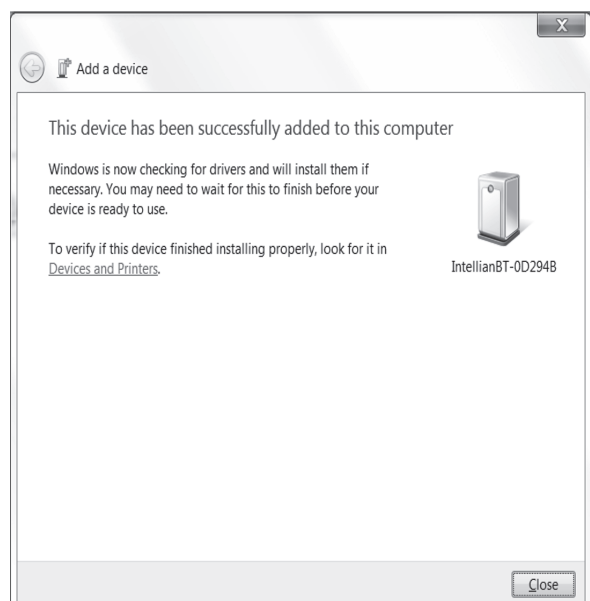 X
Add a device
This device has been successfully added to this computer
Windows is now checking for drivers and will install them if
necessary. You may need to wait for this to finish before your
device is ready to use.
To verify if this device finished installing properly, look for it in
Devices and Printers.
IntellianBT-0D294B
Close